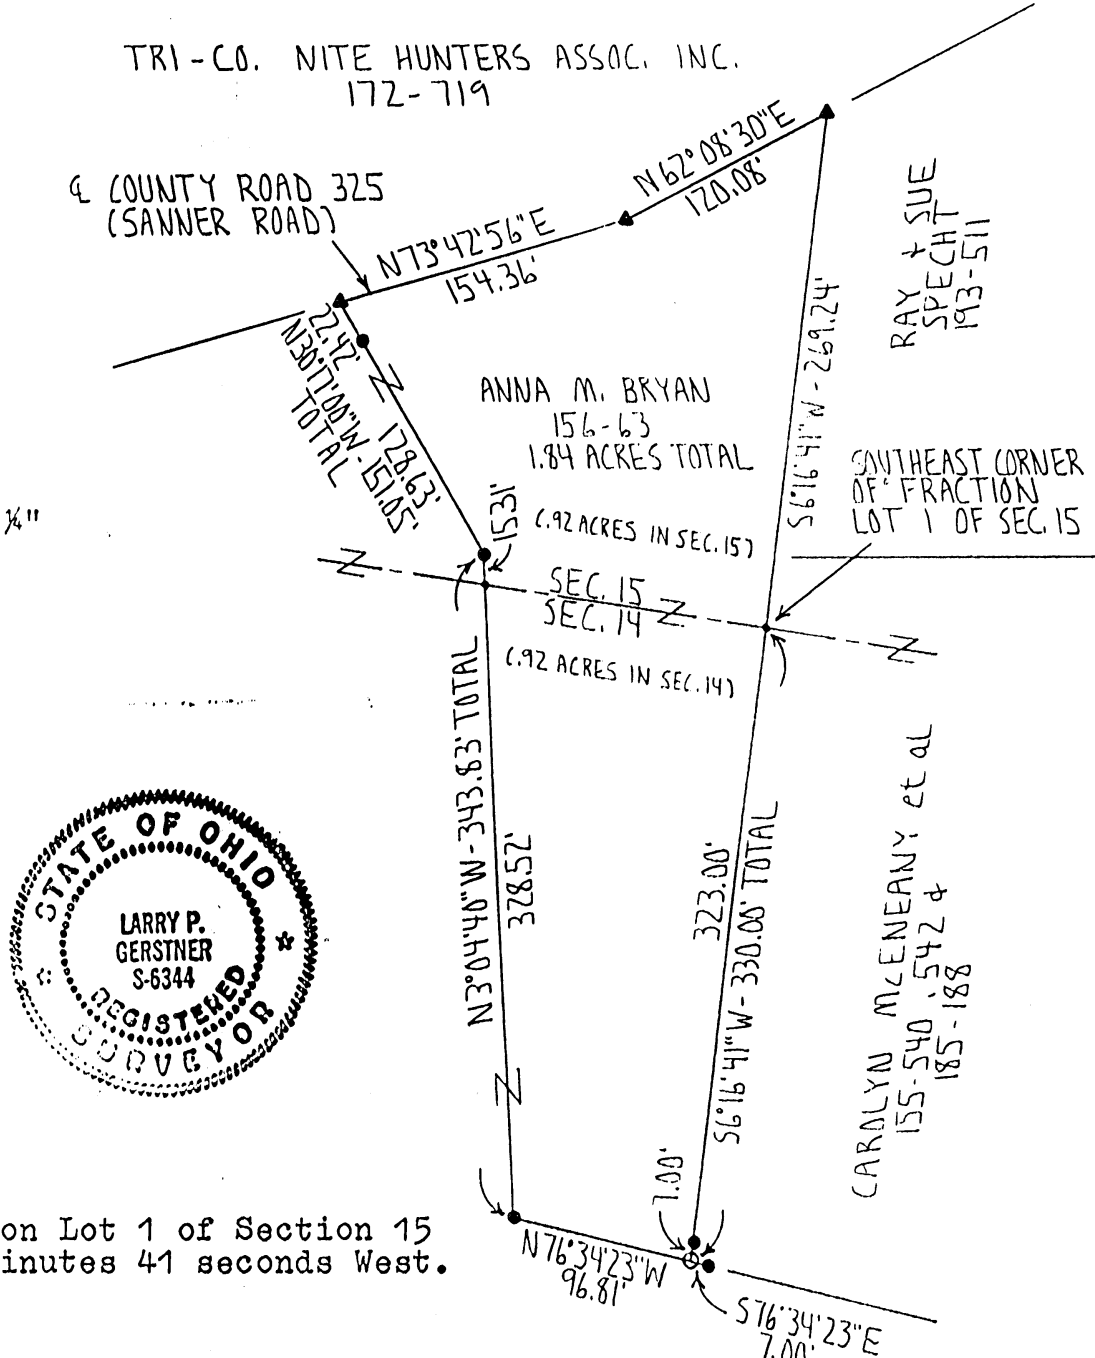 TRI-CO. NITE HUNTERS ASSOC. INC.
172-719
℄ COUNTY ROAD 325
(SANNER ROAD)
N73°42'56"E
154.36'
N62°08'30"E
120.08'
RAY + SUE
SPECHT
193-511
22.42'
N30°17'00"W-151.05'
TOTAL
128.63'
ANNA M. BRYAN
156-63
1.84 ACRES TOTAL
S6°16'41"W-269.24'
SOUTHEAST CORNER
OF FRACTION
LOT 1 OF SEC. 15
¼"
15.31'
(.92 ACRES IN SEC.15)
SEC. 15
SEC. 14
(.92 ACRES IN SEC.14)
N3°04'40"W-343.83' TOTAL
328.52'
323.00'
S6°16'41"W-330.00' TOTAL
CAROLYN McENEANY et al
155-540, 542 &
185-188
STATE OF OHIO
LARRY P.
GERSTNER
S-6344
REGISTERED
SURVEYOR
7.00'
on Lot 1 of Section 15
inutes 41 seconds West.
N76°34'23"W
96.81'
S76°34'23"E
7.00'